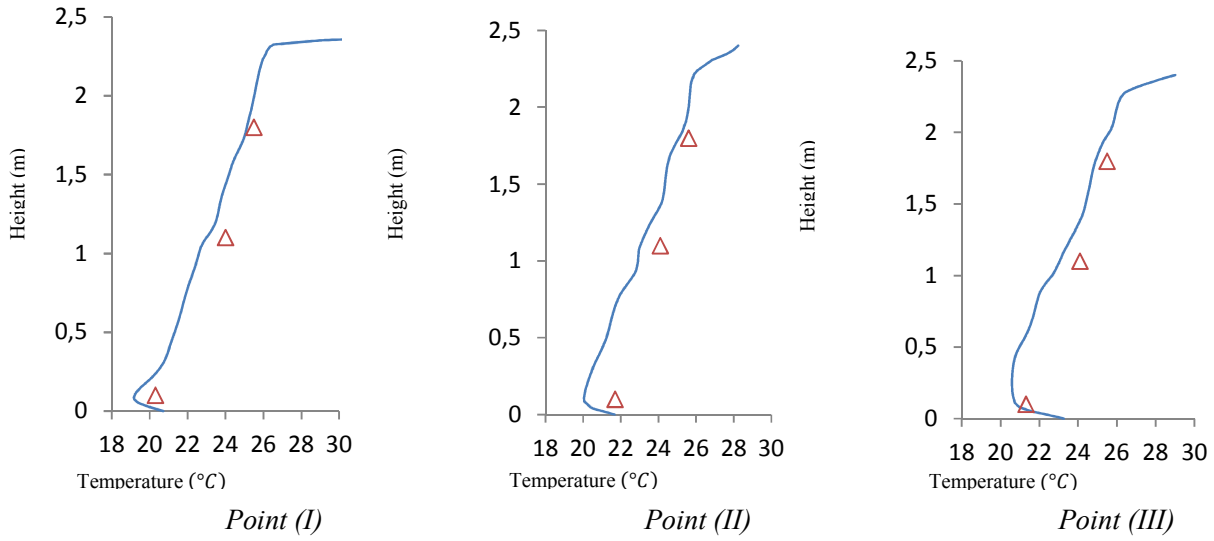 2,5
2
1,5
1
0,5
0
18 20 22 24 26 28 30
Height (m)
Temperature (°C)
Point (I)
2,5
2
1,5
1
0,5
0
18 20 22 24 26 28 30
Height (m)
Temperature (°C)
Point (II)
2,5
2
1,5
1
0,5
0
18 20 22 24 26 28 30
Height (m)
Temperature (°C)
Point (III)